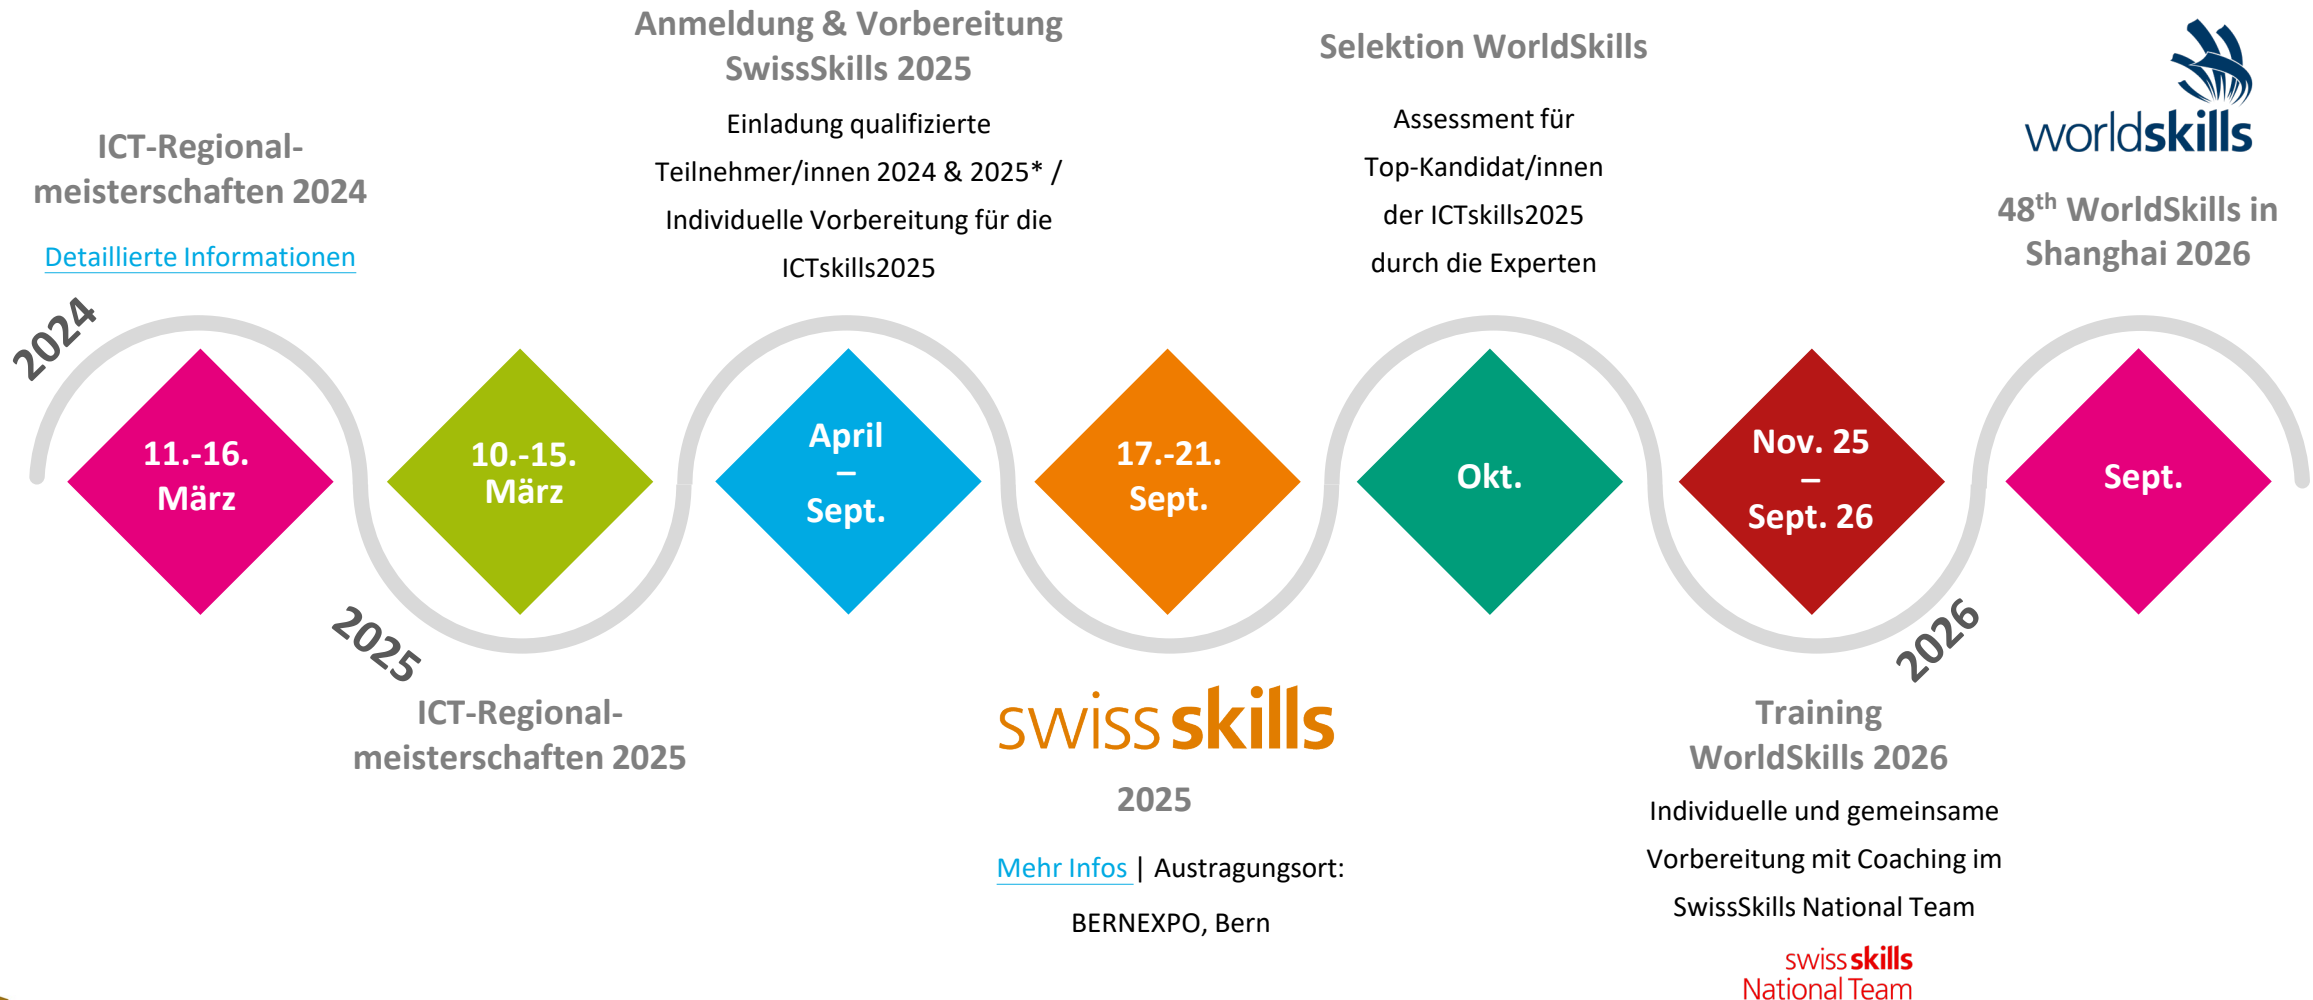 2024
ICT-Regional-
meisterschaften 2024
Detaillierte Informationen
11.-16.
März
2025
10.-15.
März
ICT-Regional-
meisterschaften 2025
Anmeldung & Vorbereitung
SwissSkills 2025
Einladung qualifizierte
Teilnehmer/innen 2024 & 2025* /
Individuelle Vorbereitung für die
ICTskills2025
April
–
Sept.
17.-21.
Sept.
swiss skills
2025
Mehr Infos | Austragungsort:
BERNEXPO, Bern
Selektion WorldSkills
Assessment für
Top-Kandidat/innen
der ICTskills2025
durch die Experten
Okt.
Nov. 25
–
Sept. 26
Training
WorldSkills 2026
Individuelle und gemeinsame
Vorbereitung mit Coaching im
SwissSkills National Team
swiss skills
National Team
2026
worldskills
48th WorldSkills in
Shanghai 2026
Sept.